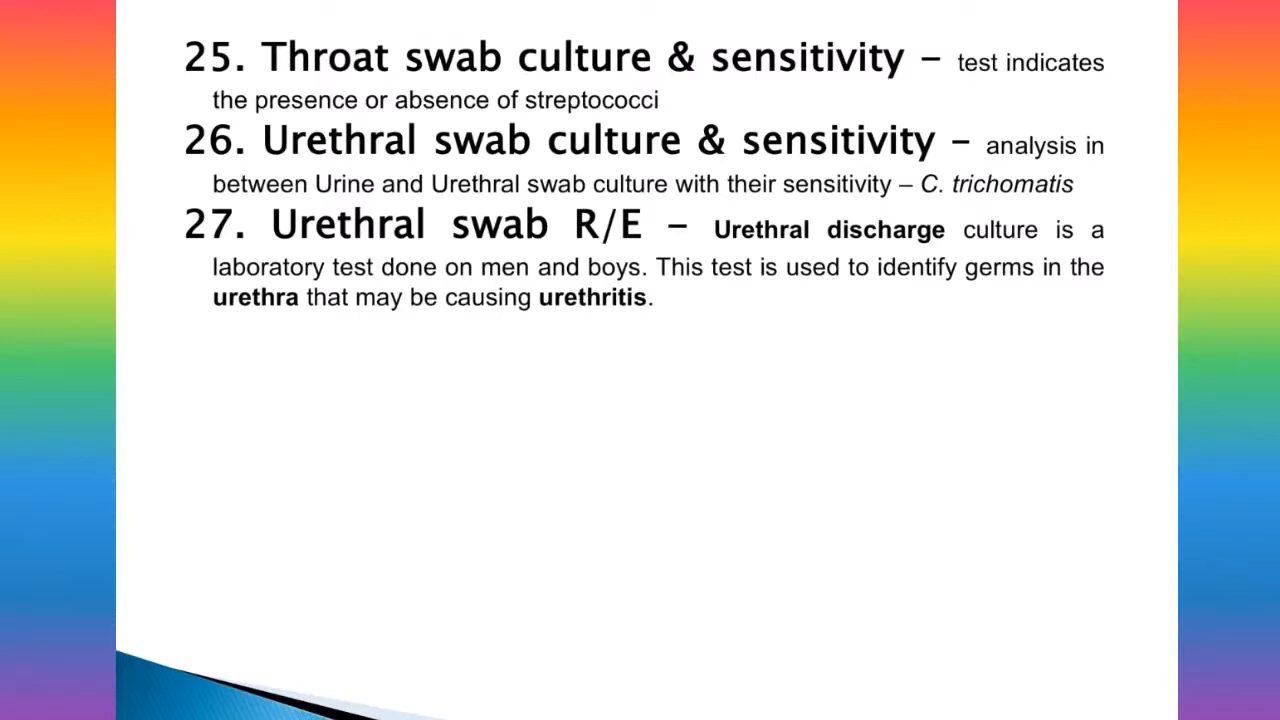 25. Throat swab culture & sensitivity – test indicates
the presence or absence of streptococci
26. Urethral swab culture & sensitivity – analysis in
between Urine and Urethral swab culture with their sensitivity – C. trichomatis
27. Urethral swab R/E – Urethral discharge culture is a
laboratory test done on men and boys. This test is used to identify germs in the
urethra that may be causing urethritis.